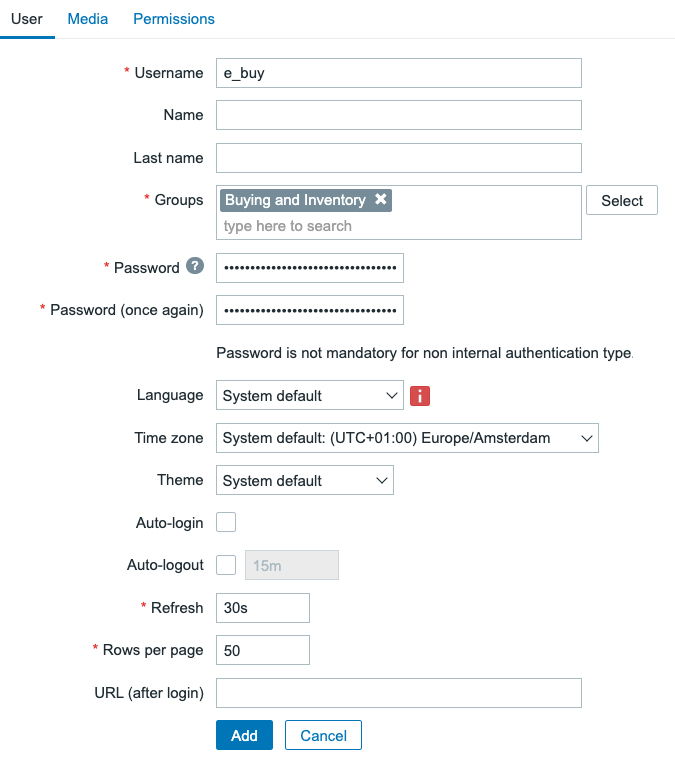 User Media Permissions
* Username e_buy
Name
Last name
* Groups Buying and Inventory ✖ Select
type here to search
* Password ? •••••••••••••••••••••••••••••••••
* Password (once again) •••••••••••••••••••••••••••••••••
Password is not mandatory for non internal authentication type.
Language System default i
Time zone System default: (UTC+01:00) Europe/Amsterdam
Theme System default
Auto-login
Auto-logout 15m
* Refresh 30s
* Rows per page 50
URL (after login)
Add Cancel